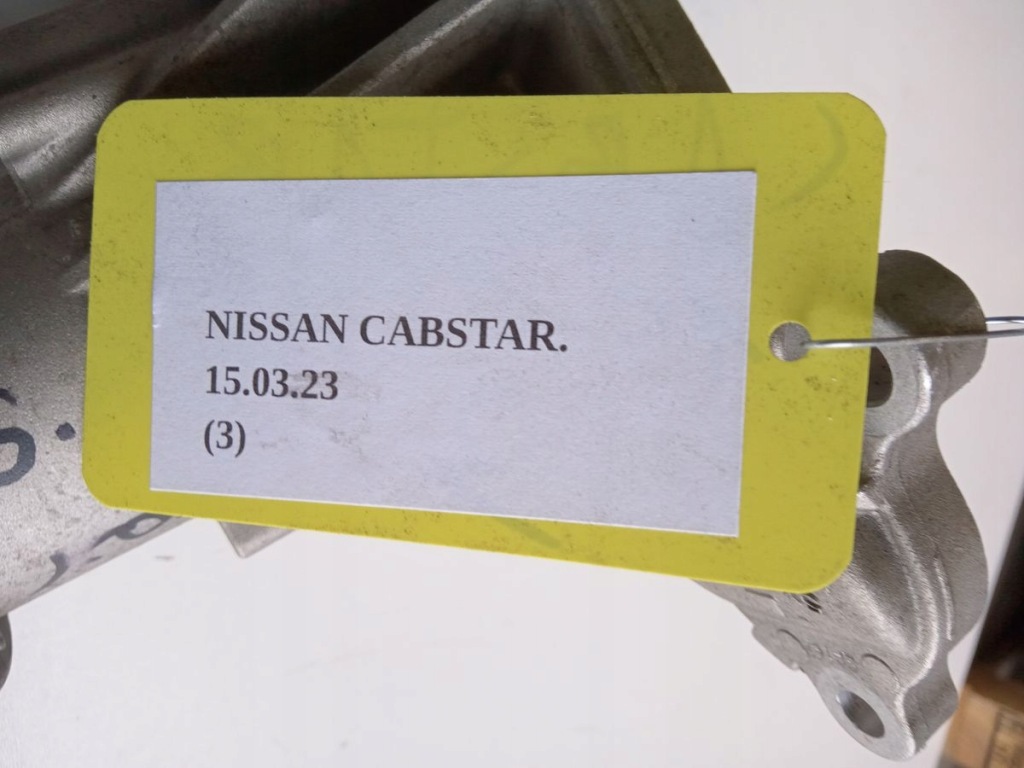 NISSAN CABSTAR.
15.03.23
(3)